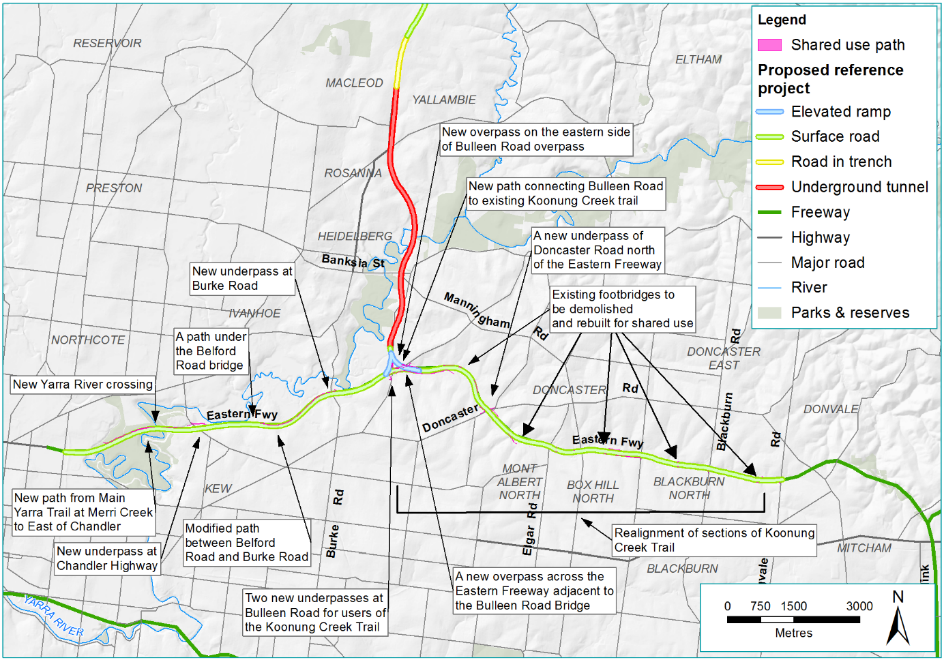 RESERVOIR
MACLEOD
YALLAMBIE
ELTHAM
Legend
Shared use path
Proposed reference
project
Elevated ramp
Surface road
Road in trench
Underground tunnel
Freeway
Highway
Major road
River
Parks & reserves
New overpass on the eastern side
of Bulleen Road overpass
ROSANNA
PRESTON
New path connecting Bulleen Road
to existing Koonung Creek trail
HEIDELBERG
Banksia St
A new underpass of
Doncaster Road north
of the Eastern Freeway
New underpass at
Burke Road
Manningham
Rd
Existing footbridges to
be demolished
and rebuilt for shared use
IVANHOE
NORTHCOTE
A path under
the Belford
Road bridge
DONCASTER
EAST
Rd
New Yarra River crossing
DONCASTER
Rd
Eastern Fwy
Doncaster
Blackburn
DONVALE
Rd
Eastern Fwy
KEW
MONT
ALBERT
NORTH
BOX HILL
NORTH
BLACKBURN
NORTH
New path from Main
Yarra Trail at Merri Creek
to East of Chandler
Modified path
between Belford
Road and Burke Road
Burke
Rd
Elgar Rd
Realignment of sections of Koonung
Creek Trail
New underpass at
Chandler Highway
MITCHAM
BLACKBURN
nvale
link
A new overpass across the
Eastern Freeway adjacent to
the Bulleen Road Bridge
Two new underpasses at
Bulleen Road for users of
the Koonung Creek Trail
YARRA RIVER
0 750 1500 3000
Metres
N